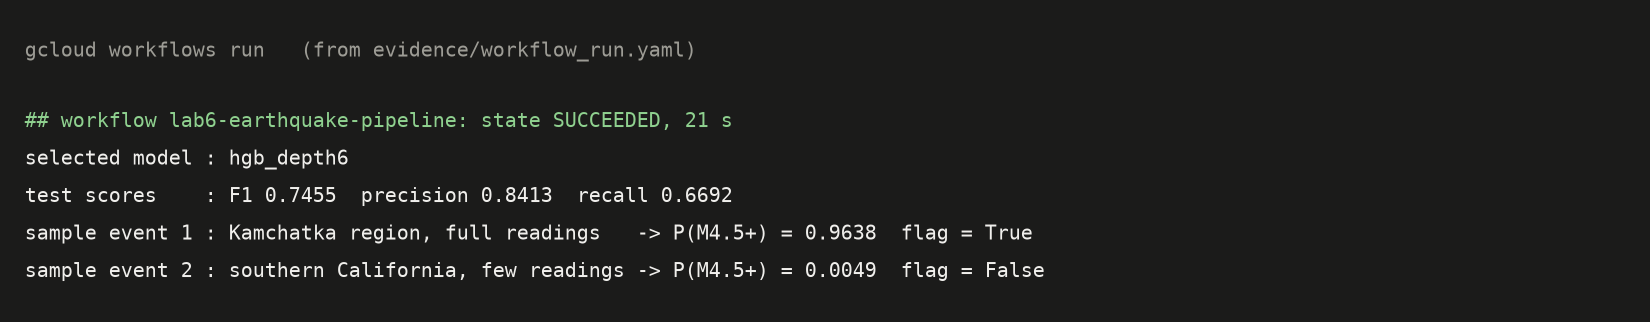 gcloud workflows run   (from evidence/workflow_run.yaml)
## workflow lab6-earthquake-pipeline: state SUCCEEDED, 21 s
selected model : hgb_depth6
test scores    : F1 0.7455  precision 0.8413  recall 0.6692
sample event 1 : Kamchatka region, full readings   -> P(M4.5+) = 0.9638  flag = True
sample event 2 : southern California, few readings -> P(M4.5+) = 0.0049  flag = False